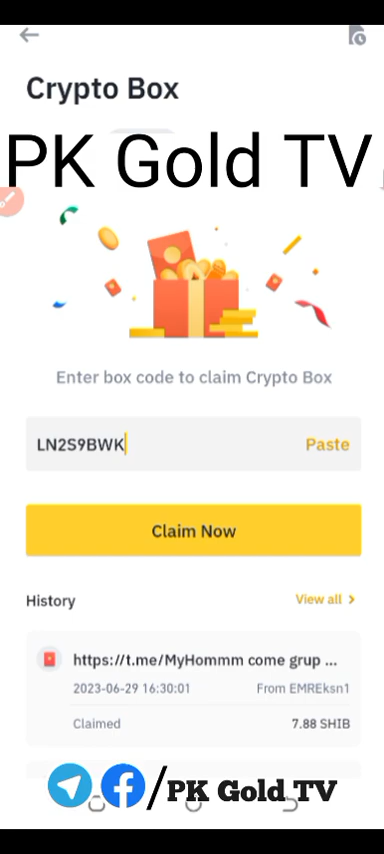 Crypto Box
PK Gold TV
Enter box code to claim Crypto Box
LN2S9BWK Paste
Claim Now
History View all >
https://t.me/MyHommm come grup ...
2023-06-29 16:30:01 From EMREksn1
Claimed 7.88 SHIB
/PK Gold TV